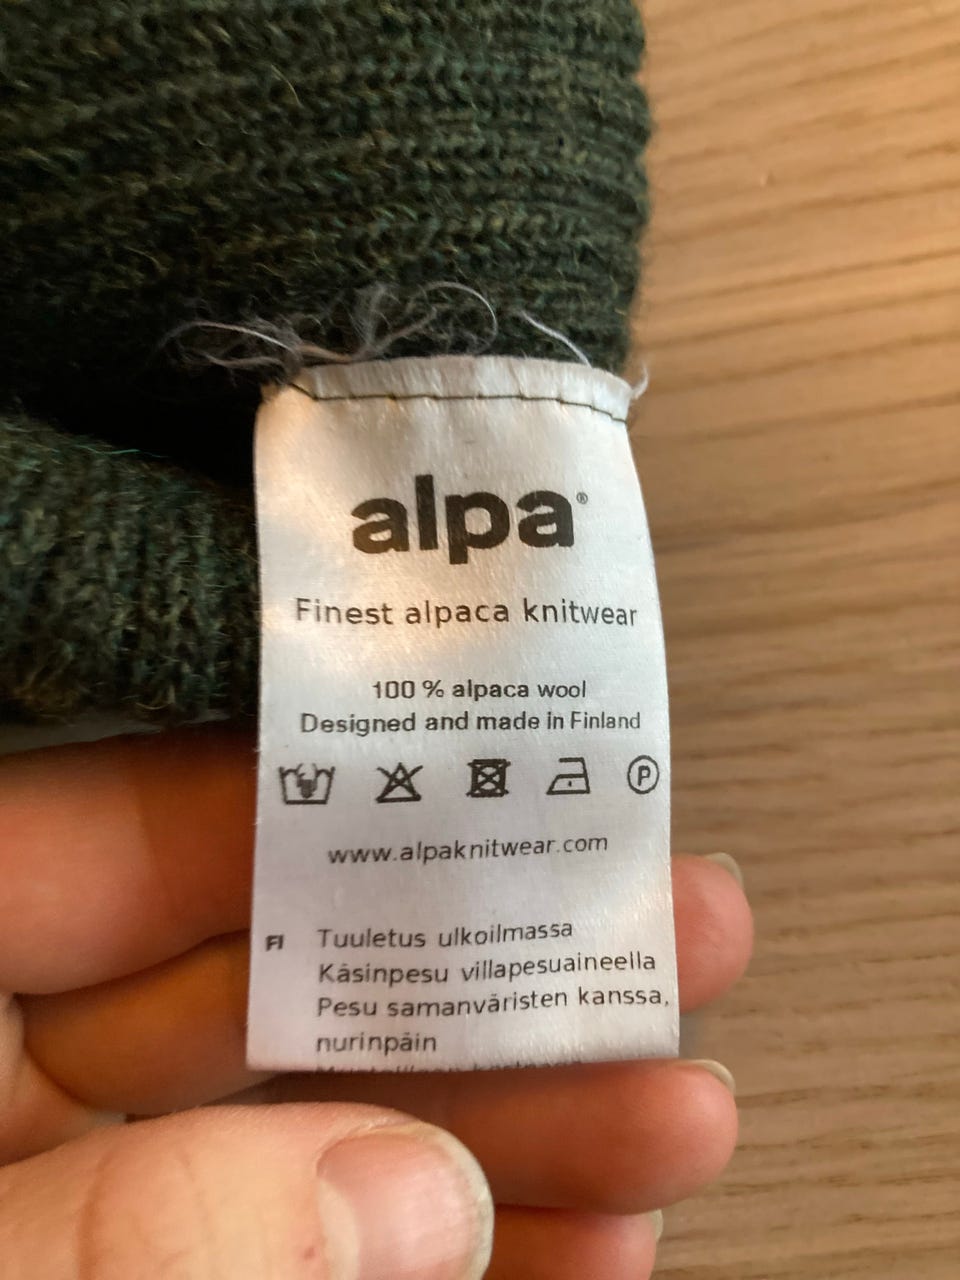 alpa®
Finest alpaca knitwear
100 % alpaca wool
Designed and made in Finland
P
www.alpaknitwear.com
FI Tuuletus ulkoilmassa
Käsinpesu villapesuaineella
Pesu samanväristen kanssa,
nurinpäin